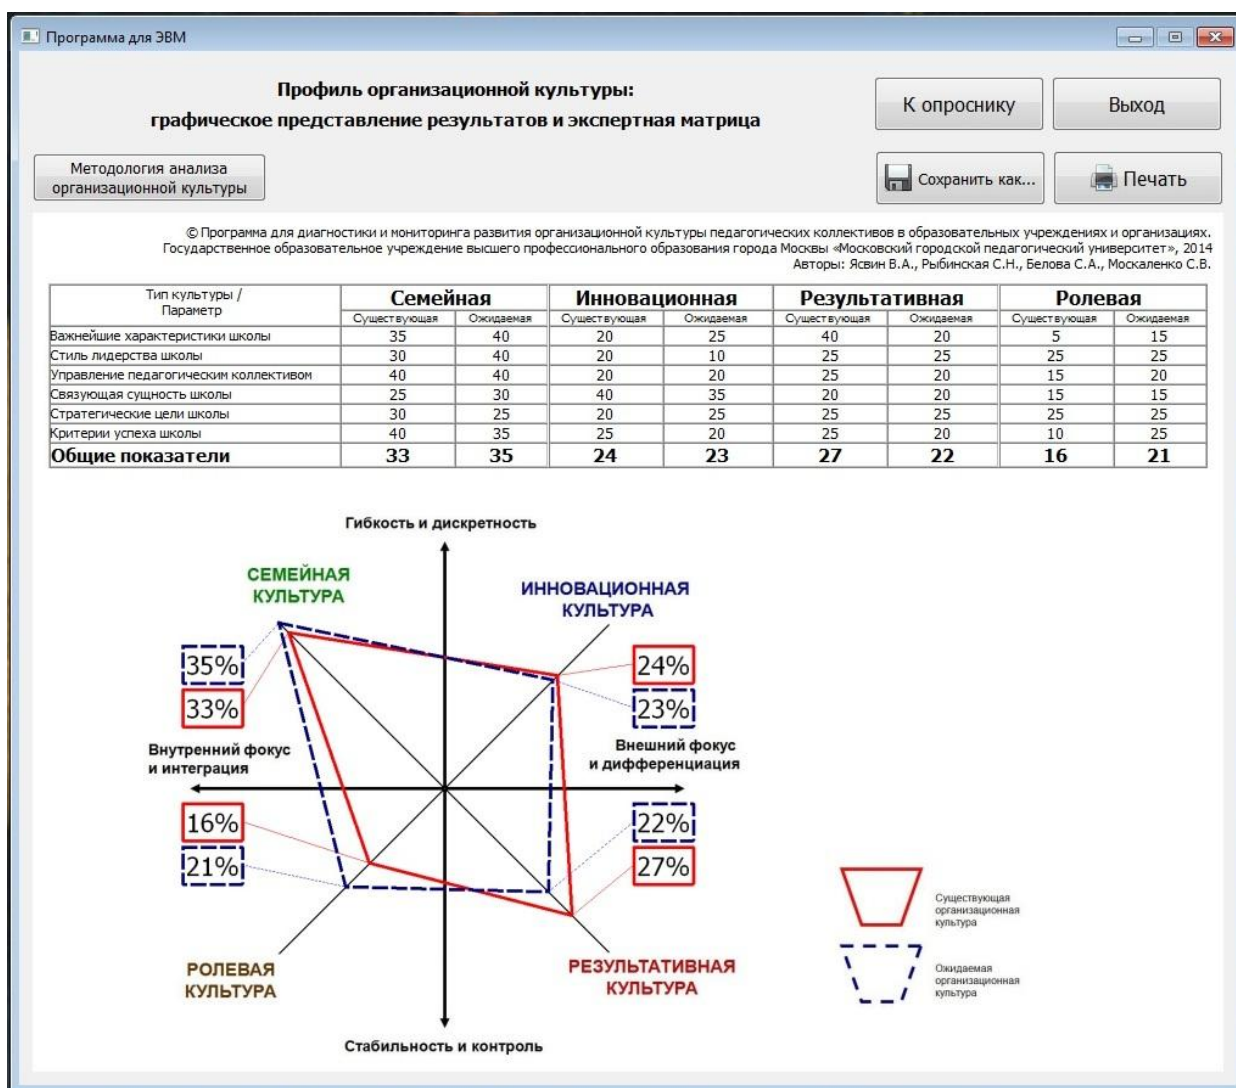 Программа для ЭВМ
Профиль организационной культуры:
графическое представление результатов и экспертная матрица
К опроснику
Выход
Методология анализа
организационной культуры
Сохранить как...
Печать
© Программа для диагностики и мониторинга развития организационной культуры педагогических коллективов в образовательных учреждениях и организациях.
Государственное образовательное учреждение высшего профессионального образования города Москвы «Московский городской педагогический университет», 2014
Авторы: Ясвин В.А., Рыбинская С.Н., Белова С.А., Москаленко С.В.
Тип культуры / Параметр Семейная Инновационная Результативная Ролевая
Существующая Ожидаемая Существующая Ожидаемая Существующая Ожидаемая Существующая Ожидаемая
Важнейшие характеристики школы 35 40 20 25 40 20 5 15
Стиль лидерства школы 30 40 20 10 25 25 25 25
Управление педагогическим коллективом 40 40 20 20 25 20 15 20
Связующая сущность школы 25 30 40 35 20 20 15 15
Стратегические цели школы 30 25 20 25 25 25 25 25
Критерии успеха школы 40 35 25 20 25 20 10 25
Общие показатели 33 35 24 23 27 22 16 21
Гибкость и дискретность
СЕМЕЙНАЯ
КУЛЬТУРА
ИННОВАЦИОННАЯ
КУЛЬТУРА
35%
33%
24%
23%
Внутренний фокус
и интеграция
Внешний фокус
и дифференциация
16%
21%
22%
27%
РОЛЕВАЯ
КУЛЬТУРА
РЕЗУЛЬТАТИВНАЯ
КУЛЬТУРА
Стабильность и контроль
Существующая
организационная
культура
Ожидаемая
организационная
культура